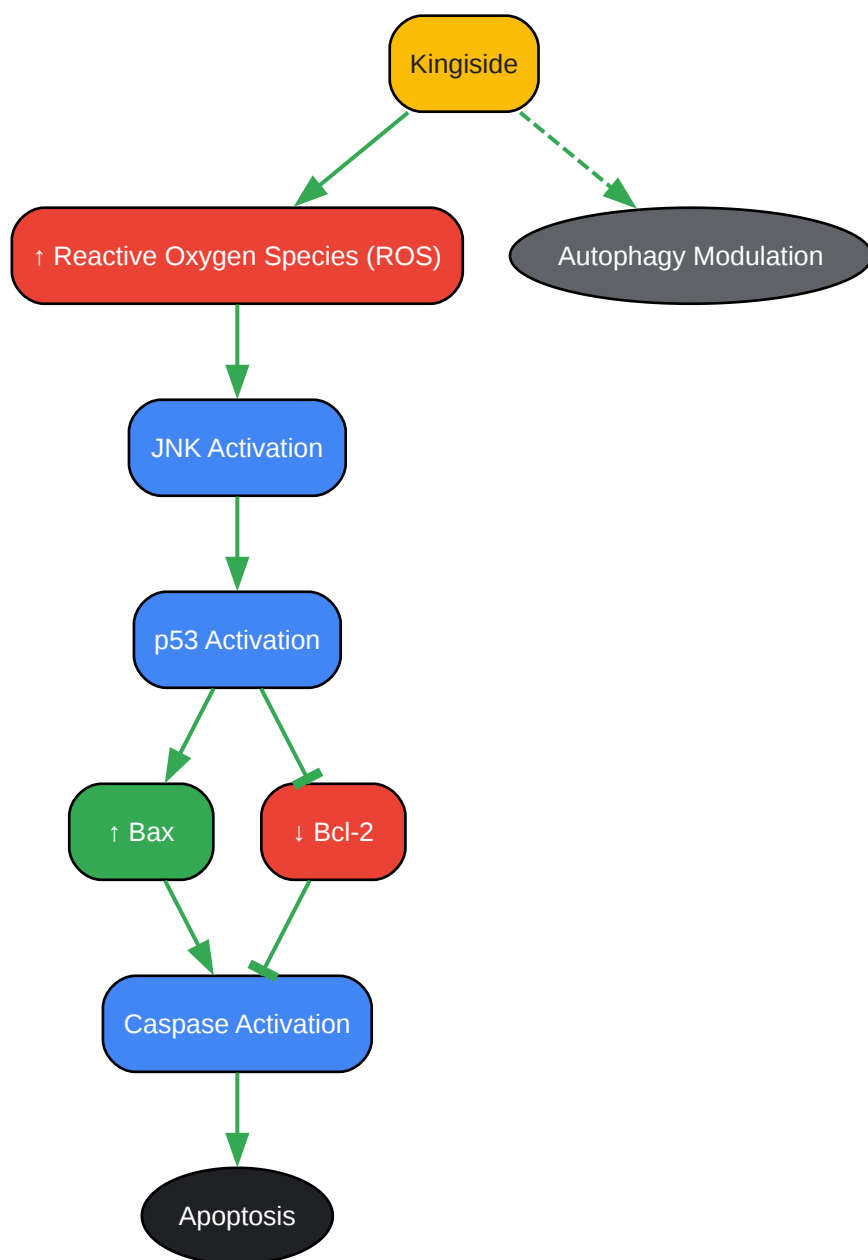 Kingiside
↑ Reactive Oxygen Species (ROS)
Autophagy Modulation
JNK Activation
p53 Activation
↑ Bax
↓ Bcl-2
Caspase Activation
Apoptosis